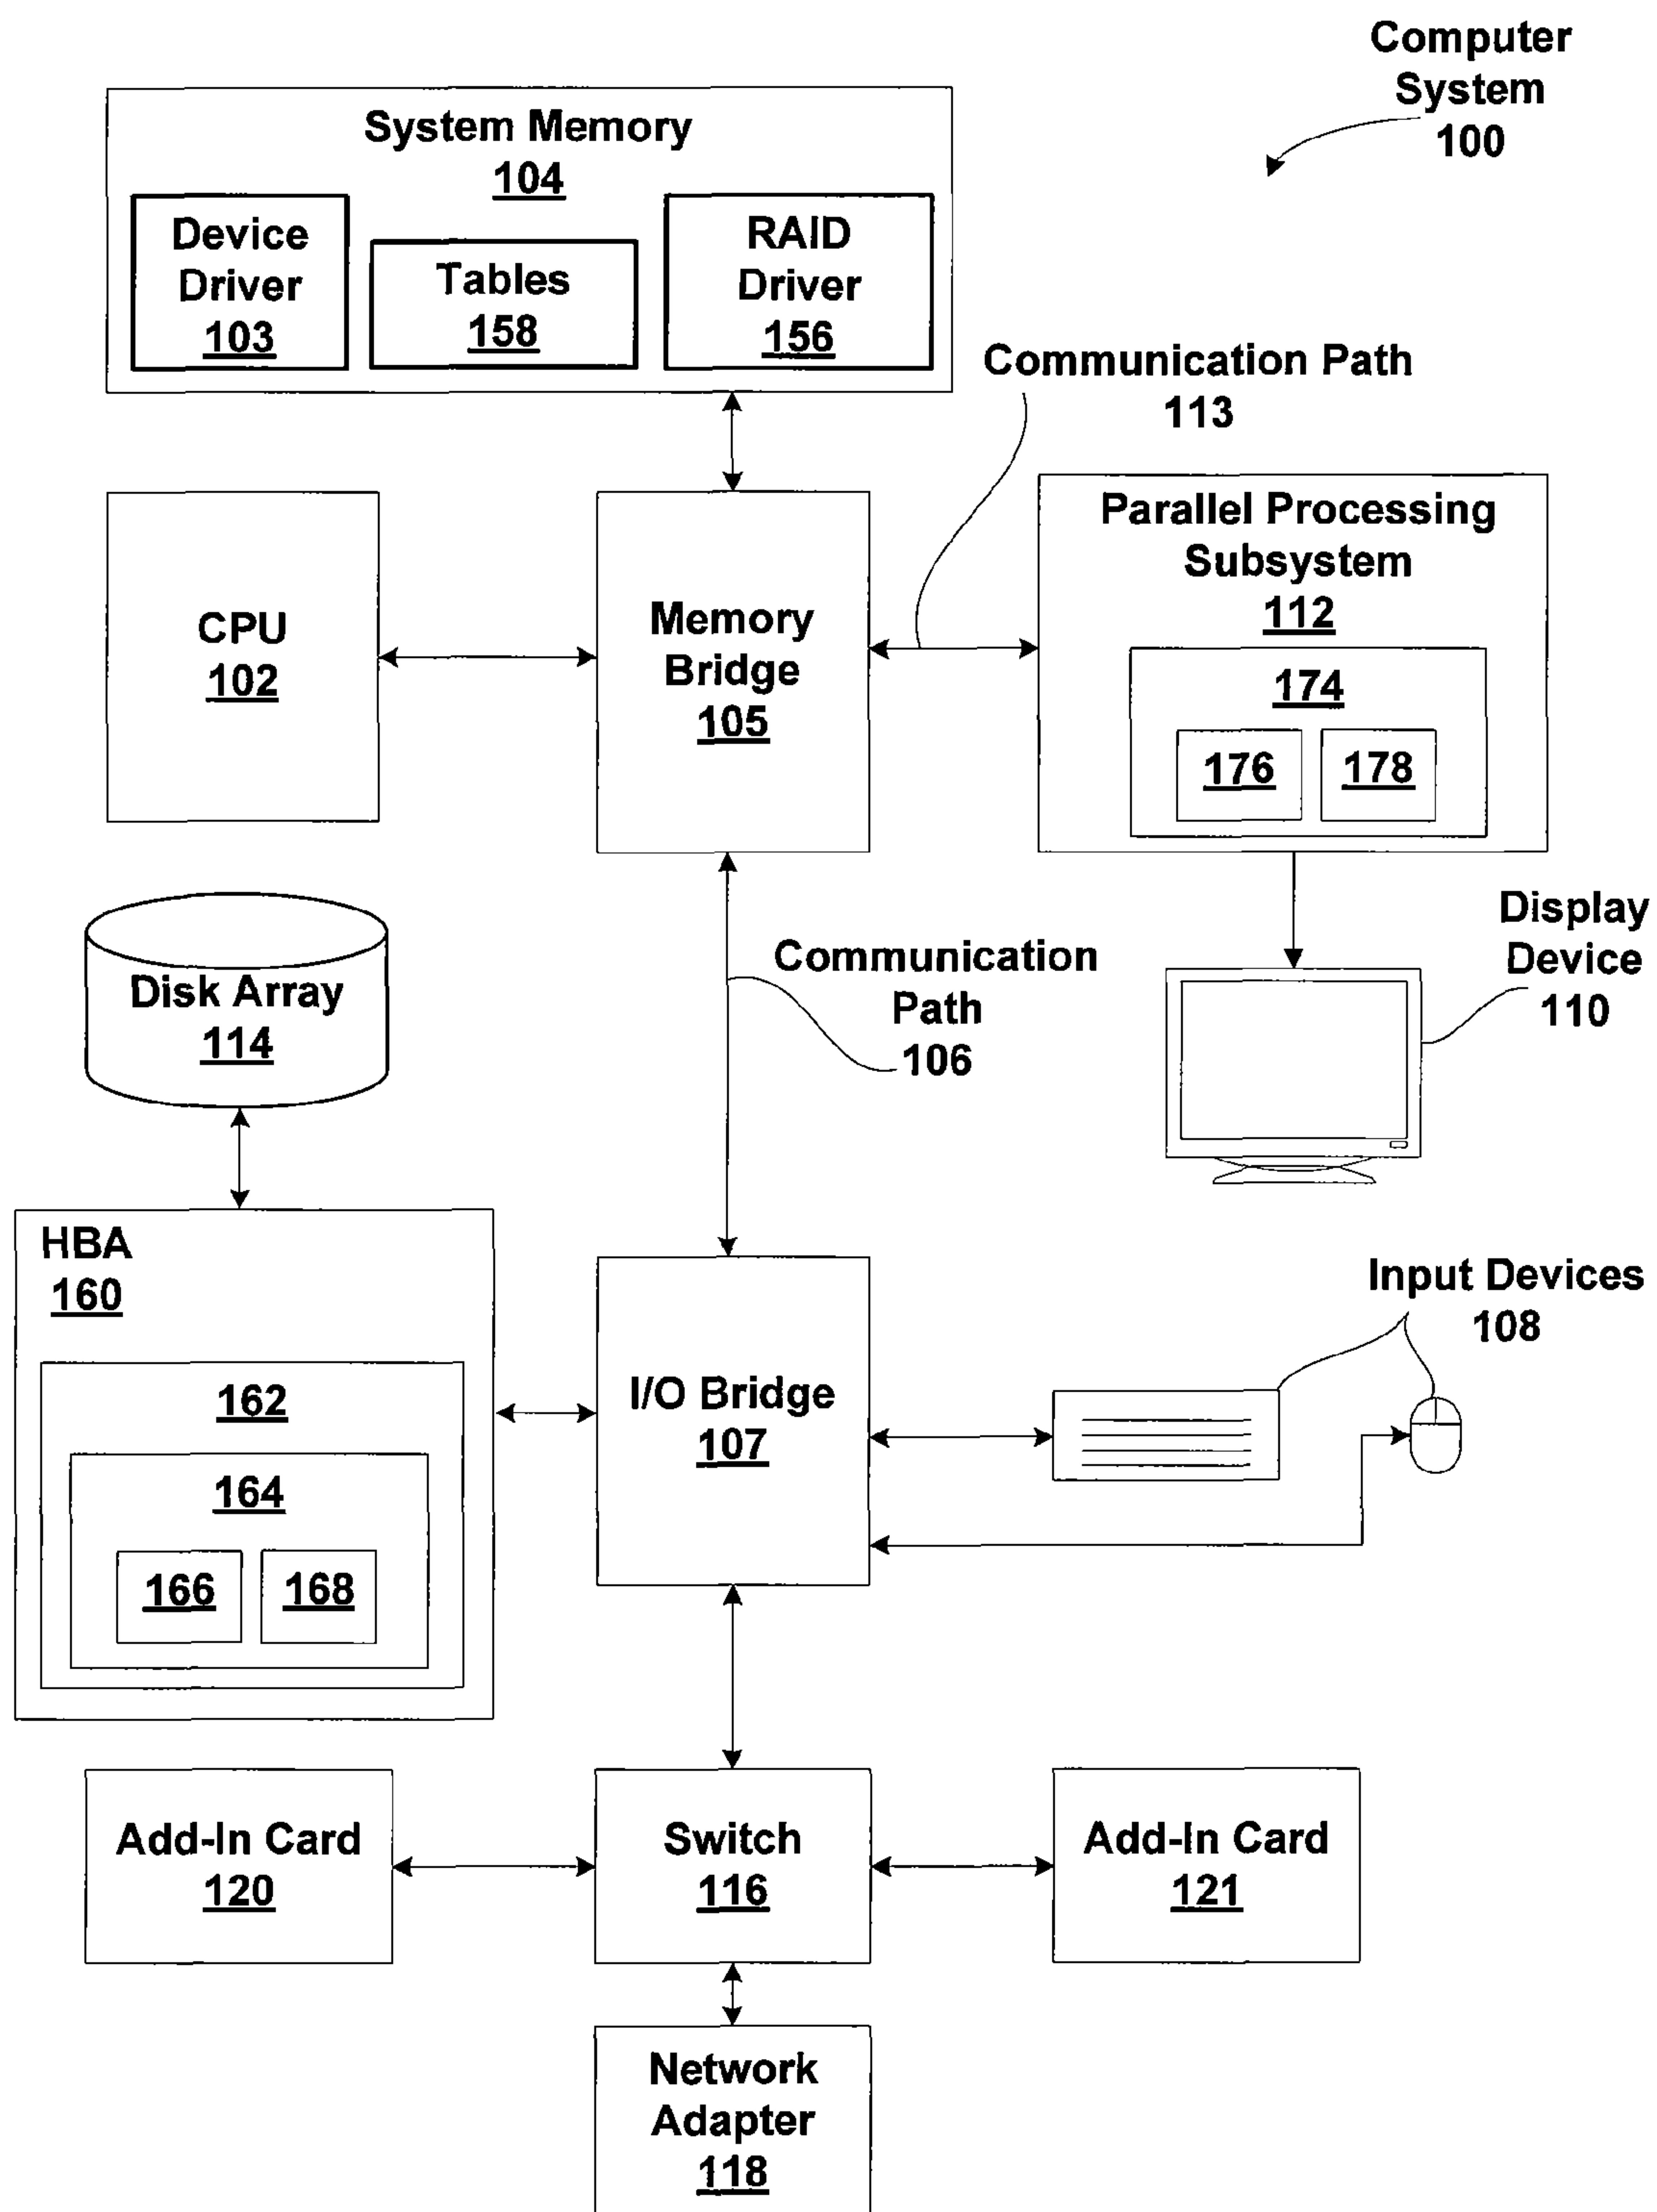 Computer
System
100
System Memory
104
Device
Driver
103
Tables
158
RAID
Driver
156
Communication Path
113
CPU
102
Memory
Bridge
105
Parallel Processing
Subsystem
112
174
176
178
Disk Array
114
Communication
Path
106
Display
Device
110
HBA
160
162
164
166
168
I/O Bridge
107
Input Devices
108
Add-In Card
120
Switch
116
Add-In Card
121
Network
Adapter
118